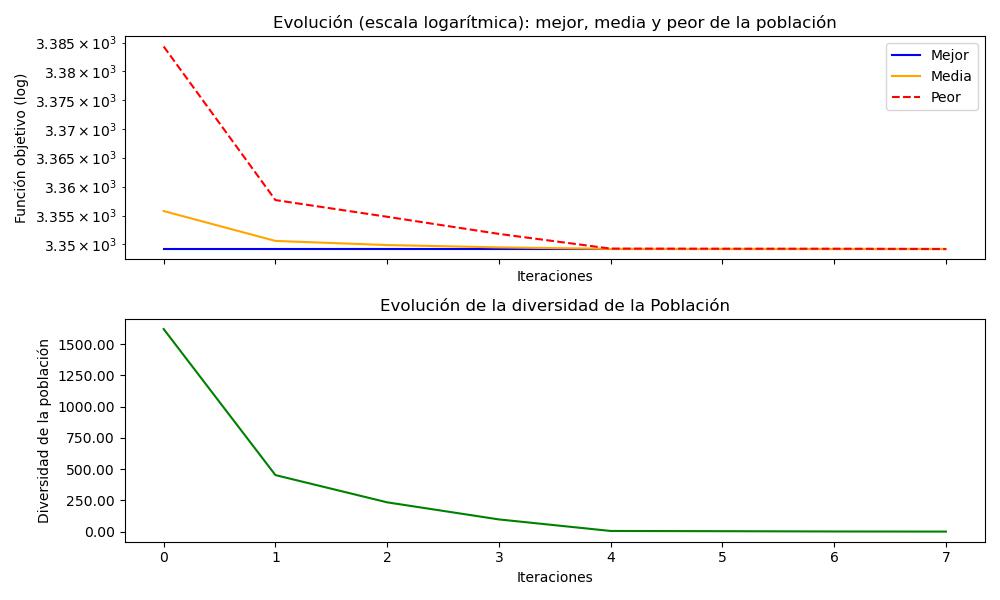 Evolución (escala logarítmica): mejor, media y peor de la población
Función objetivo (log)
3.385 × 10³
3.38 × 10³
3.375 × 10³
3.37 × 10³
3.365 × 10³
3.36 × 10³
3.355 × 10³
3.35 × 10³
Mejor
Media
Peor
Iteraciones
Evolución de la diversidad de la Población
Diversidad de la población
1500.00
1250.00
1000.00
750.00
500.00
250.00
0.00
0 1 2 3 4 5 6 7
Iteraciones